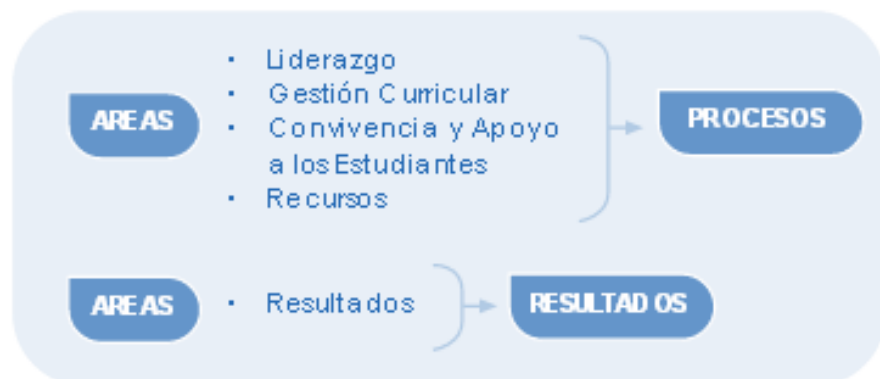 AREAS
· Liderazgo
· Gestión Curricular
· Convivencia y Apoyo
a los Estudiantes
· Recursos
PROCESOS
AREAS
· Resultados
RESULTADOS